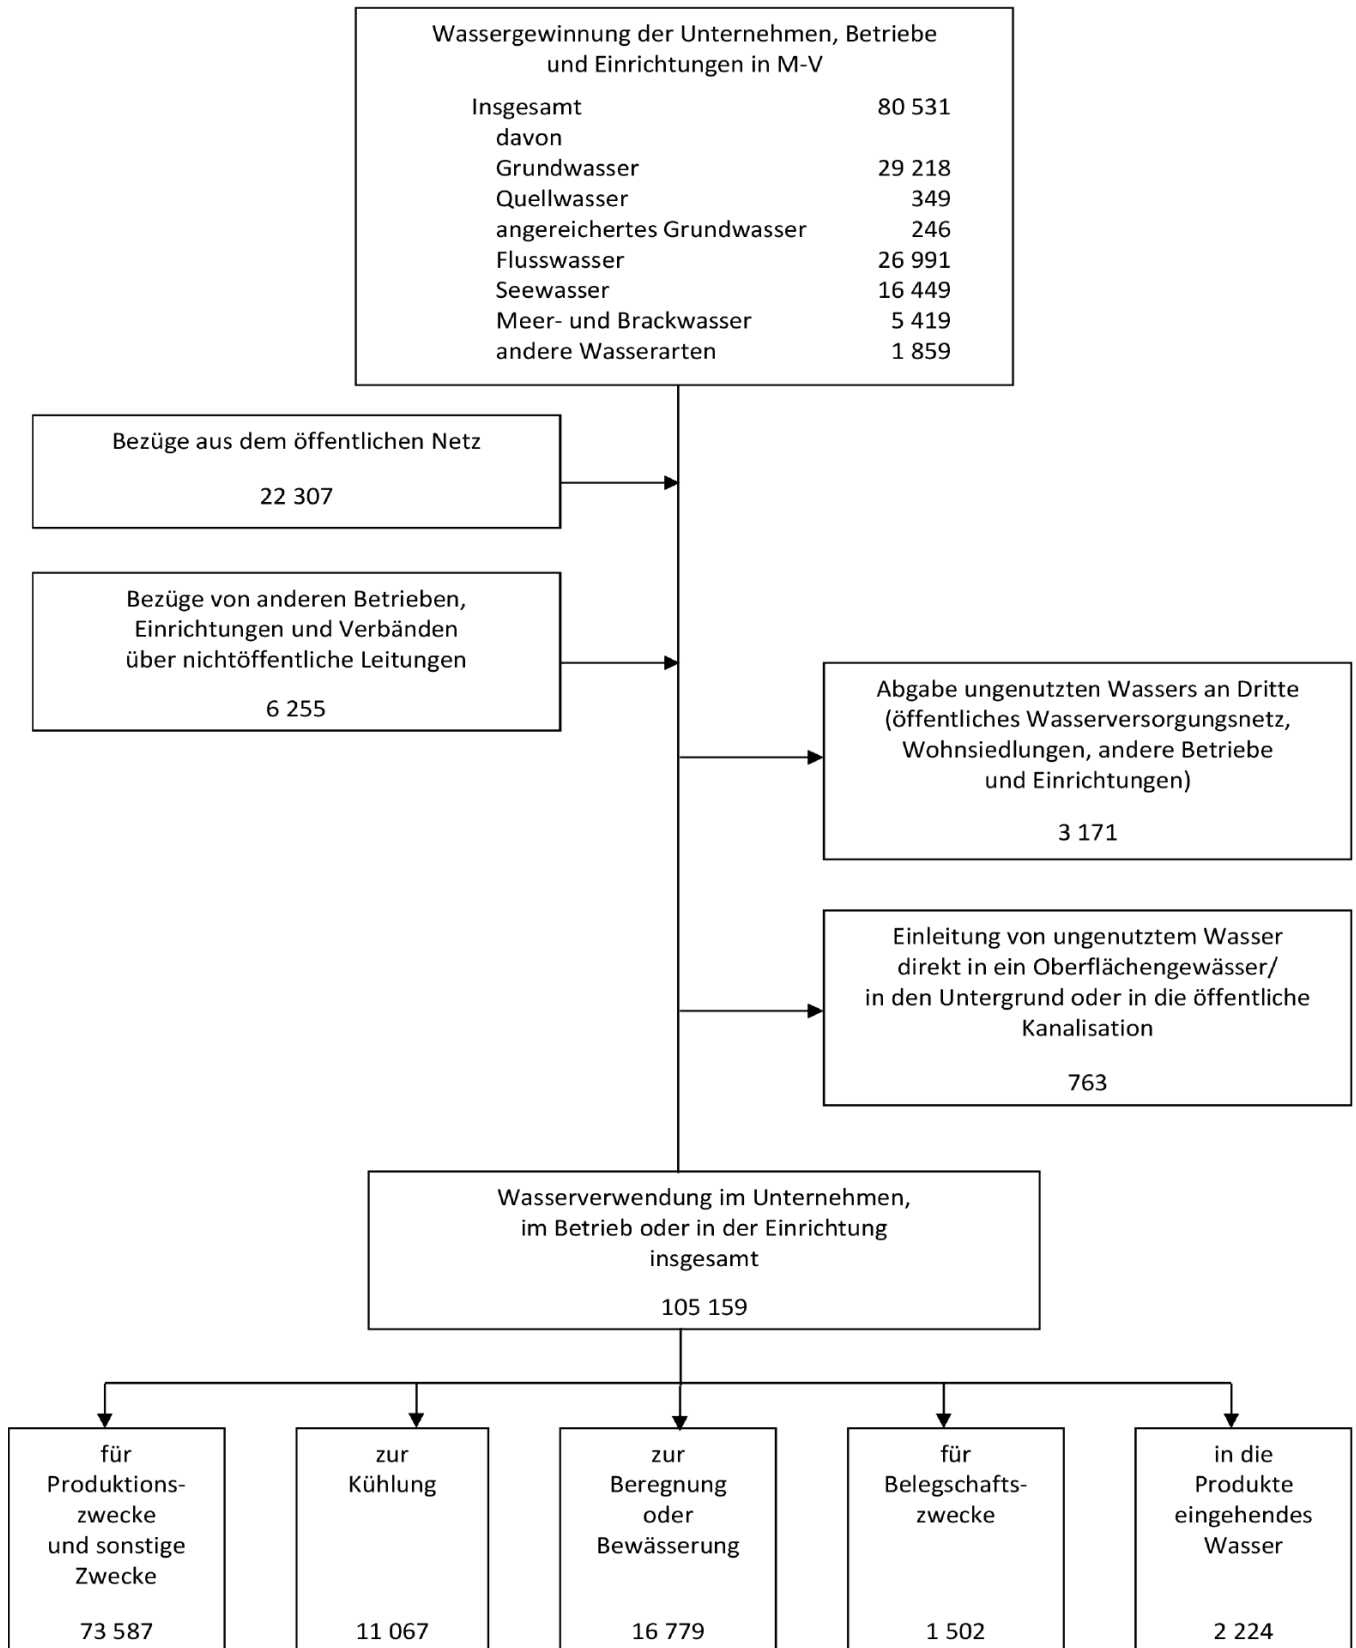 Wassergewinnung der Unternehmen, Betriebe
und Einrichtungen in M-V
Insgesamt 80 531
davon
Grundwasser 29 218
Quellwasser 349
angereichertes Grundwasser 246
Flusswasser 26 991
Seewasser 16 449
Meer- und Brackwasser 5 419
andere Wasserarten 1 859
Bezüge aus dem öffentlichen Netz
22 307
Bezüge von anderen Betrieben,
Einrichtungen und Verbänden
über nichtöffentliche Leitungen
6 255
Abgabe ungenutzten Wassers an Dritte
(öffentliches Wasserversorgungsnetz,
Wohnsiedlungen, andere Betriebe
und Einrichtungen)
3 171
Einleitung von ungenutztem Wasser
direkt in ein Oberflächengewässer/
in den Untergrund oder in die öffentliche
Kanalisation
763
Wasserverwendung im Unternehmen,
im Betrieb oder in der Einrichtung
insgesamt
105 159
für
Produktions-
zwecke
und sonstige
Zwecke
73 587
zur
Kühlung
11 067
zur
Beregnung
oder
Bewässerung
16 779
für
Belegschafts-
zwecke
1 502
in die
Produkte
eingehendes
Wasser
2 224